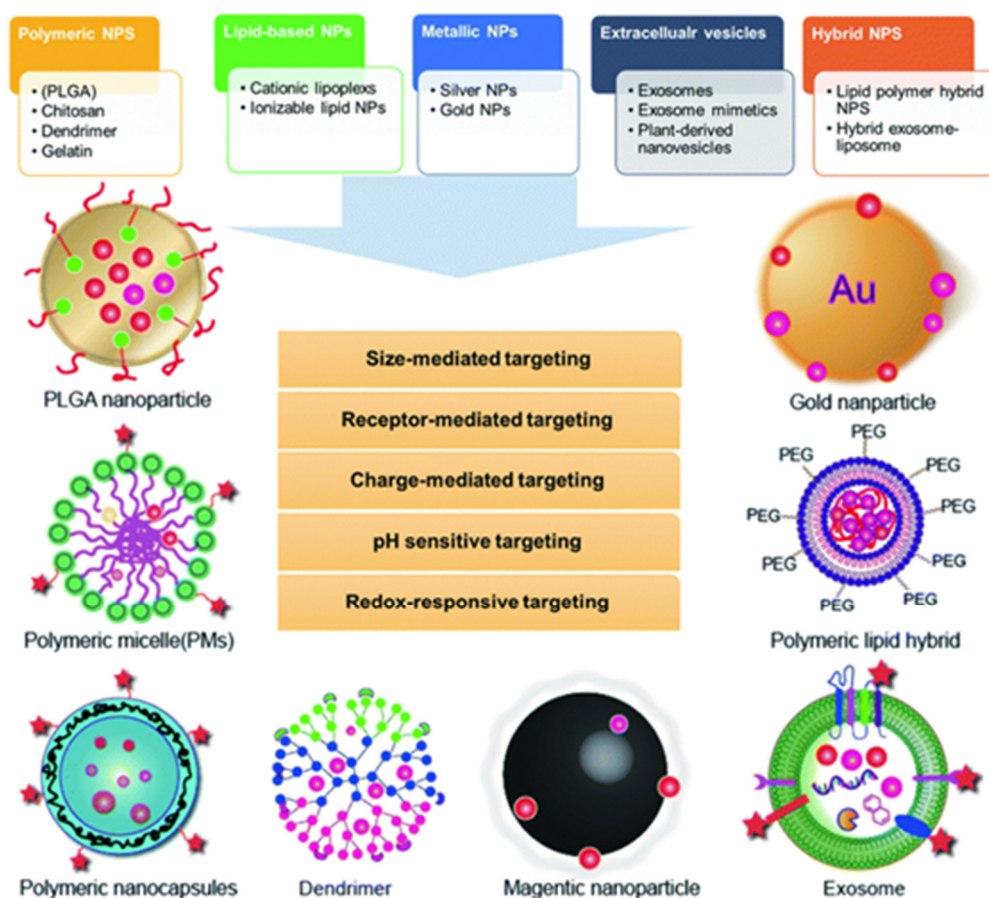 Polymeric NPS
Lipid-based NPs
Metallic NPs
Extracellualr vesicles
Hybrid NPS
• (PLGA)
• Chitosan
• Dendrimer
• Gelatin
• Cationic lipoplexs
• Ionizable lipid NPs
• Silver NPs
• Gold NPs
• Exosomes
• Exosome mimetics
• Plant-derived
nanovesicles
• Lipid polymer hybrid
NPS
• Hybrid exosome-
liposome
Size-mediated targeting
Receptor-mediated targeting
Charge-mediated targeting
pH sensitive targeting
Redox-responsive targeting
PLGA nanoparticle
Au
Gold nanparticle
Polymeric micelle(PMs)
PEG
PEG
PEG
PEG
PEG
PEG
PEG
PEG
PEG
Polymeric lipid hybrid
Polymeric nanocapsules
Dendrimer
Magentic nanoparticle
Exosome